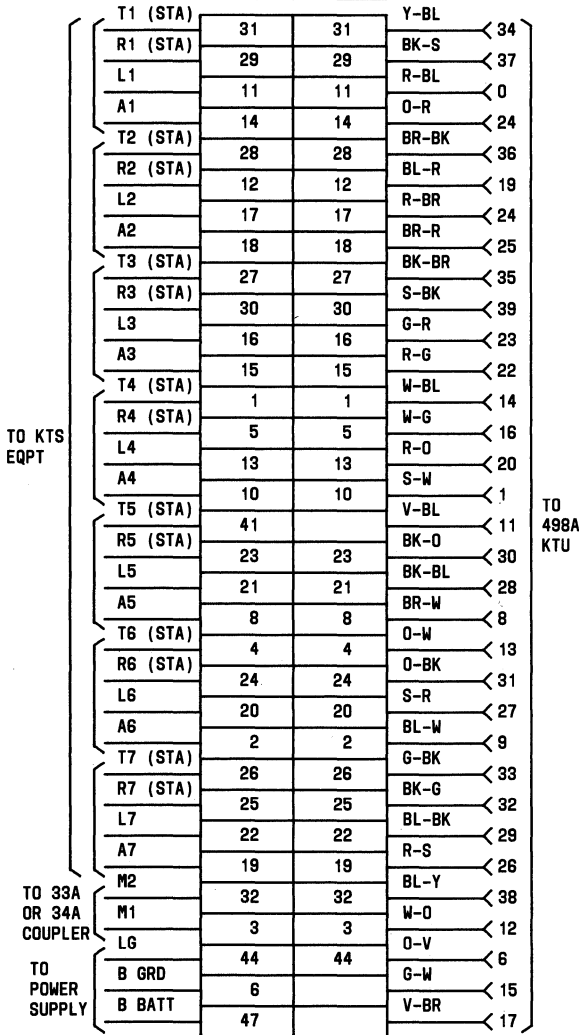 T1 (STA) 31 31 Y-BL 34
R1 (STA) 29 29 BK-S 37
L1 11 11 R-BL 0
A1 14 14 O-R 24
T2 (STA) 28 28 BR-BK 36
R2 (STA) 12 12 BL-R 19
L2 17 17 R-BR 24
A2 18 18 BR-R 25
T3 (STA) 27 27 BK-BR 35
R3 (STA) 30 30 S-BK 39
L3 16 16 G-R 23
A3 15 15 R-G 22
T4 (STA) 1 1 W-BL 14
R4 (STA) 5 5 W-G 16
L4 13 13 R-O 20
A4 10 10 S-W 1
T5 (STA) 41 V-BL 11
R5 (STA) 23 23 BK-O 30
L5 21 21 BK-BL 28
A5 8 8 BR-W 8
T6 (STA) 4 4 O-W 13
R6 (STA) 24 24 O-BK 31
L6 20 20 S-R 27
A6 2 2 BL-W 9
T7 (STA) 26 26 G-BK 33
R7 (STA) 25 25 BK-G 32
L7 22 22 BL-BK 29
A7 19 19 R-S 26
M2 32 32 BL-Y 38
M1 3 3 W-O 12
LG 44 44 O-V 6
B GRD 6 G-W 15
B BATT 47 V-BR 17
TO KTS
EQPT
TO 33A
OR 34A
COUPLER
TO
POWER
SUPPLY
TO
498A
KTU